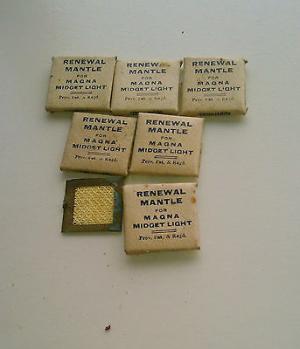 RENEWAL
MANTLE
FOR
MAGNA
MIDGET LIGHT
Prov. Pat. & Regd.
RENEWAL
MANTLE
FOR
MAGNA
MIDGET LIGHT
Prov. Pat. & Regd.
RENEWAL
MANTLE
FOR
MAGNA
MIDGET LIGHT
Prov. Pat. & Regd.
RENEWAL
MANTLE
FOR
MAGNA
MIDGET LIGHT
Prov. Pat. & Regd.
RENEWAL
MANTLE
FOR
MAGNA
MIDGET LIGHT
Prov. Pat. & Regd.
RENEWAL
MANTLE
FOR
MAGNA
MIDGET LIGHT
Prov. Pat. & Regd.